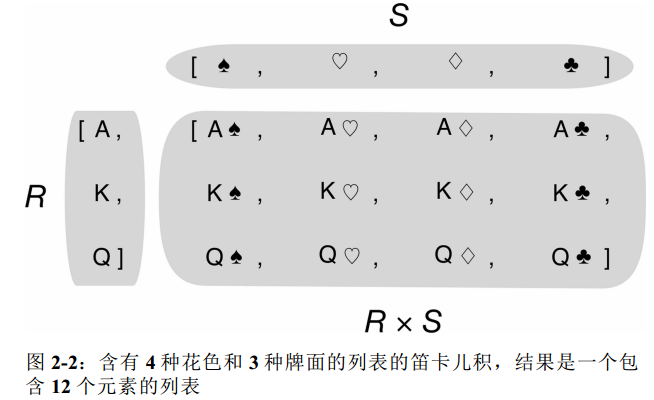 S
[ ♠ , ♡ , ♢ , ♣ ]
[ A , [ A ♠ , A ♡ , A ♢ , A ♣ ,
R K , K ♠ , K ♡ , K ♢ , K ♣ ,
Q ] Q ♠ , Q ♡ , Q ♢ , Q ♣ ]
R × S
图 2-2：含有 4 种花色和 3 种牌面的列表的笛卡儿积，结果是一个包
含 12 个元素的列表